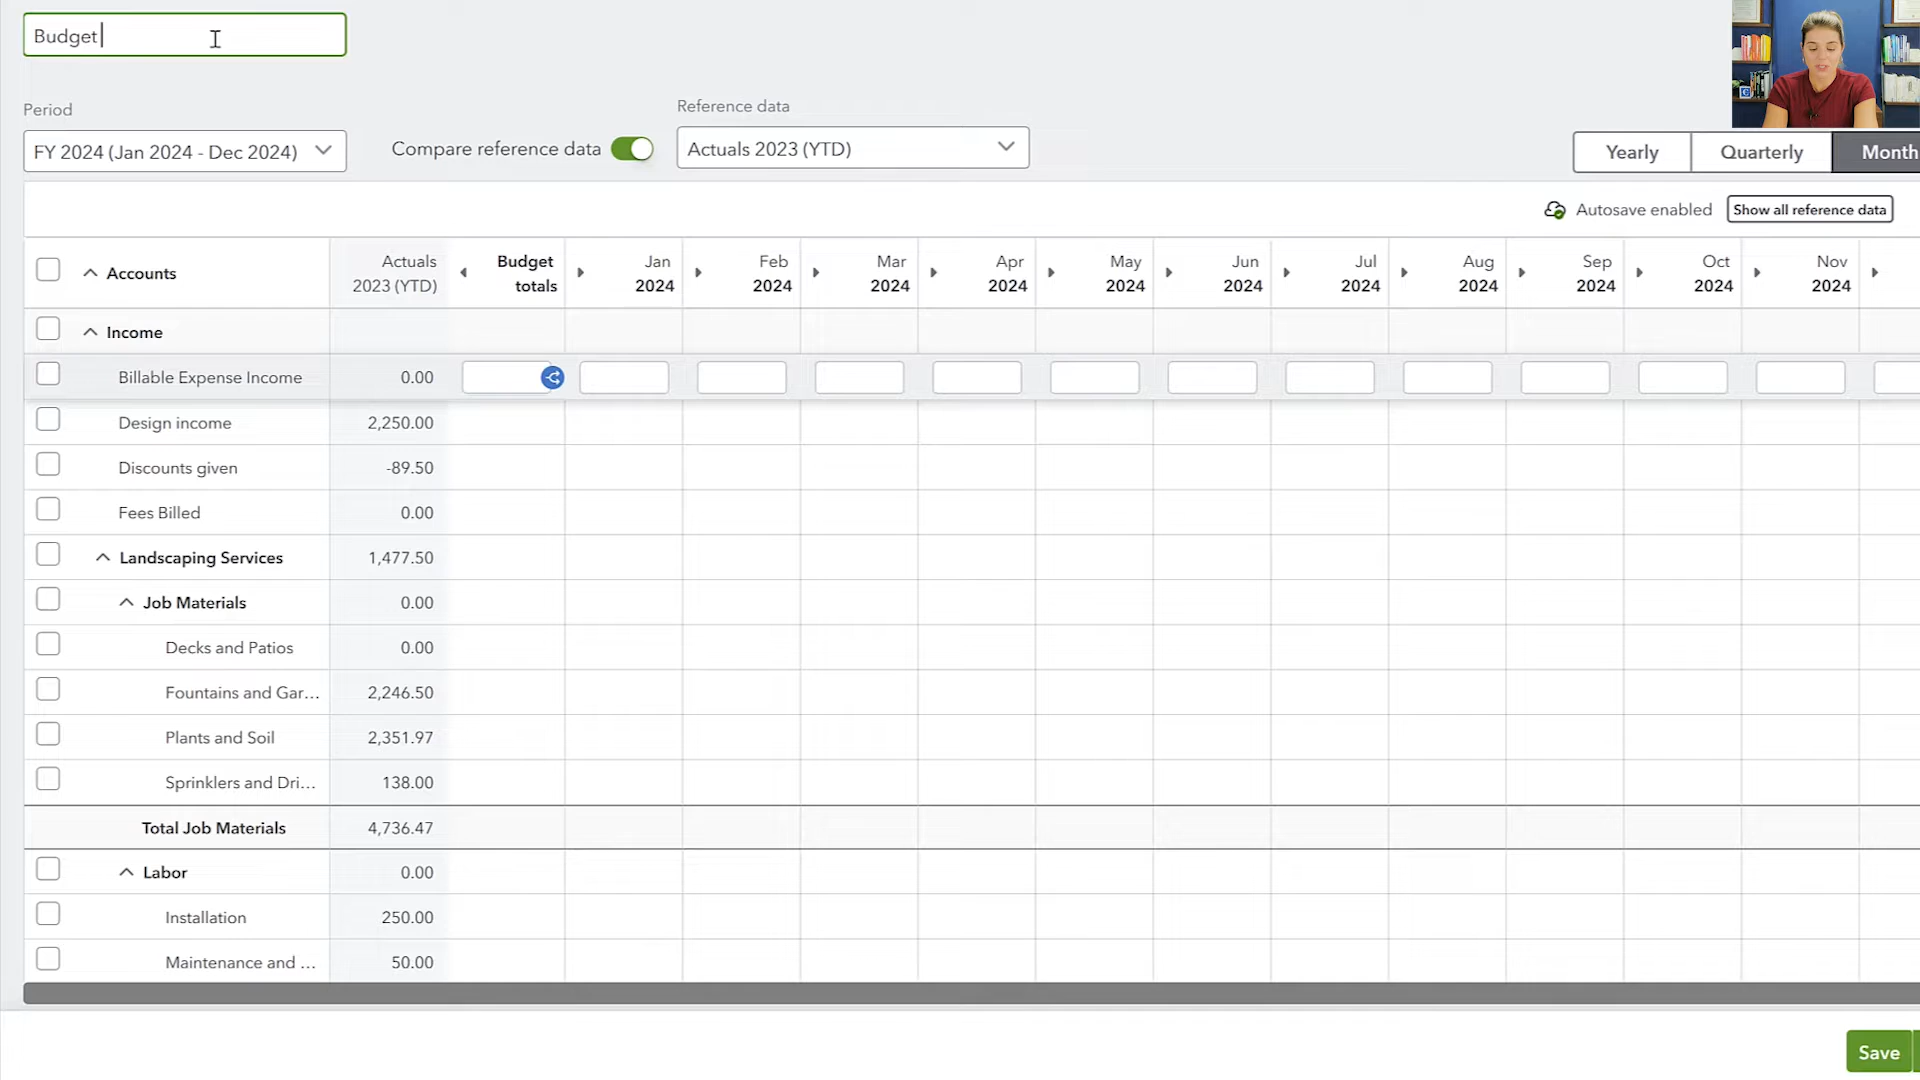 Budget
Period
Reference data
FY 2024 (Jan 2024 - Dec 2024)
Compare reference data
Actuals 2023 (YTD)
Yearly
Quarterly
Month
Autosave enabled
Show all reference data
Accounts
Actuals 2023 (YTD)
Budget totals
Jan 2024
Feb 2024
Mar 2024
Apr 2024
May 2024
Jun 2024
Jul 2024
Aug 2024
Sep 2024
Oct 2024
Nov 2024
Income
Billable Expense Income 0.00
Design income 2,250.00
Discounts given -89.50
Fees Billed 0.00
Landscaping Services 1,477.50
Job Materials 0.00
Decks and Patios 0.00
Fountains and Gar... 2,246.50
Plants and Soil 2,351.97
Sprinklers and Dri... 138.00
Total Job Materials 4,736.47
Labor 0.00
Installation 250.00
Maintenance and ... 50.00
Save